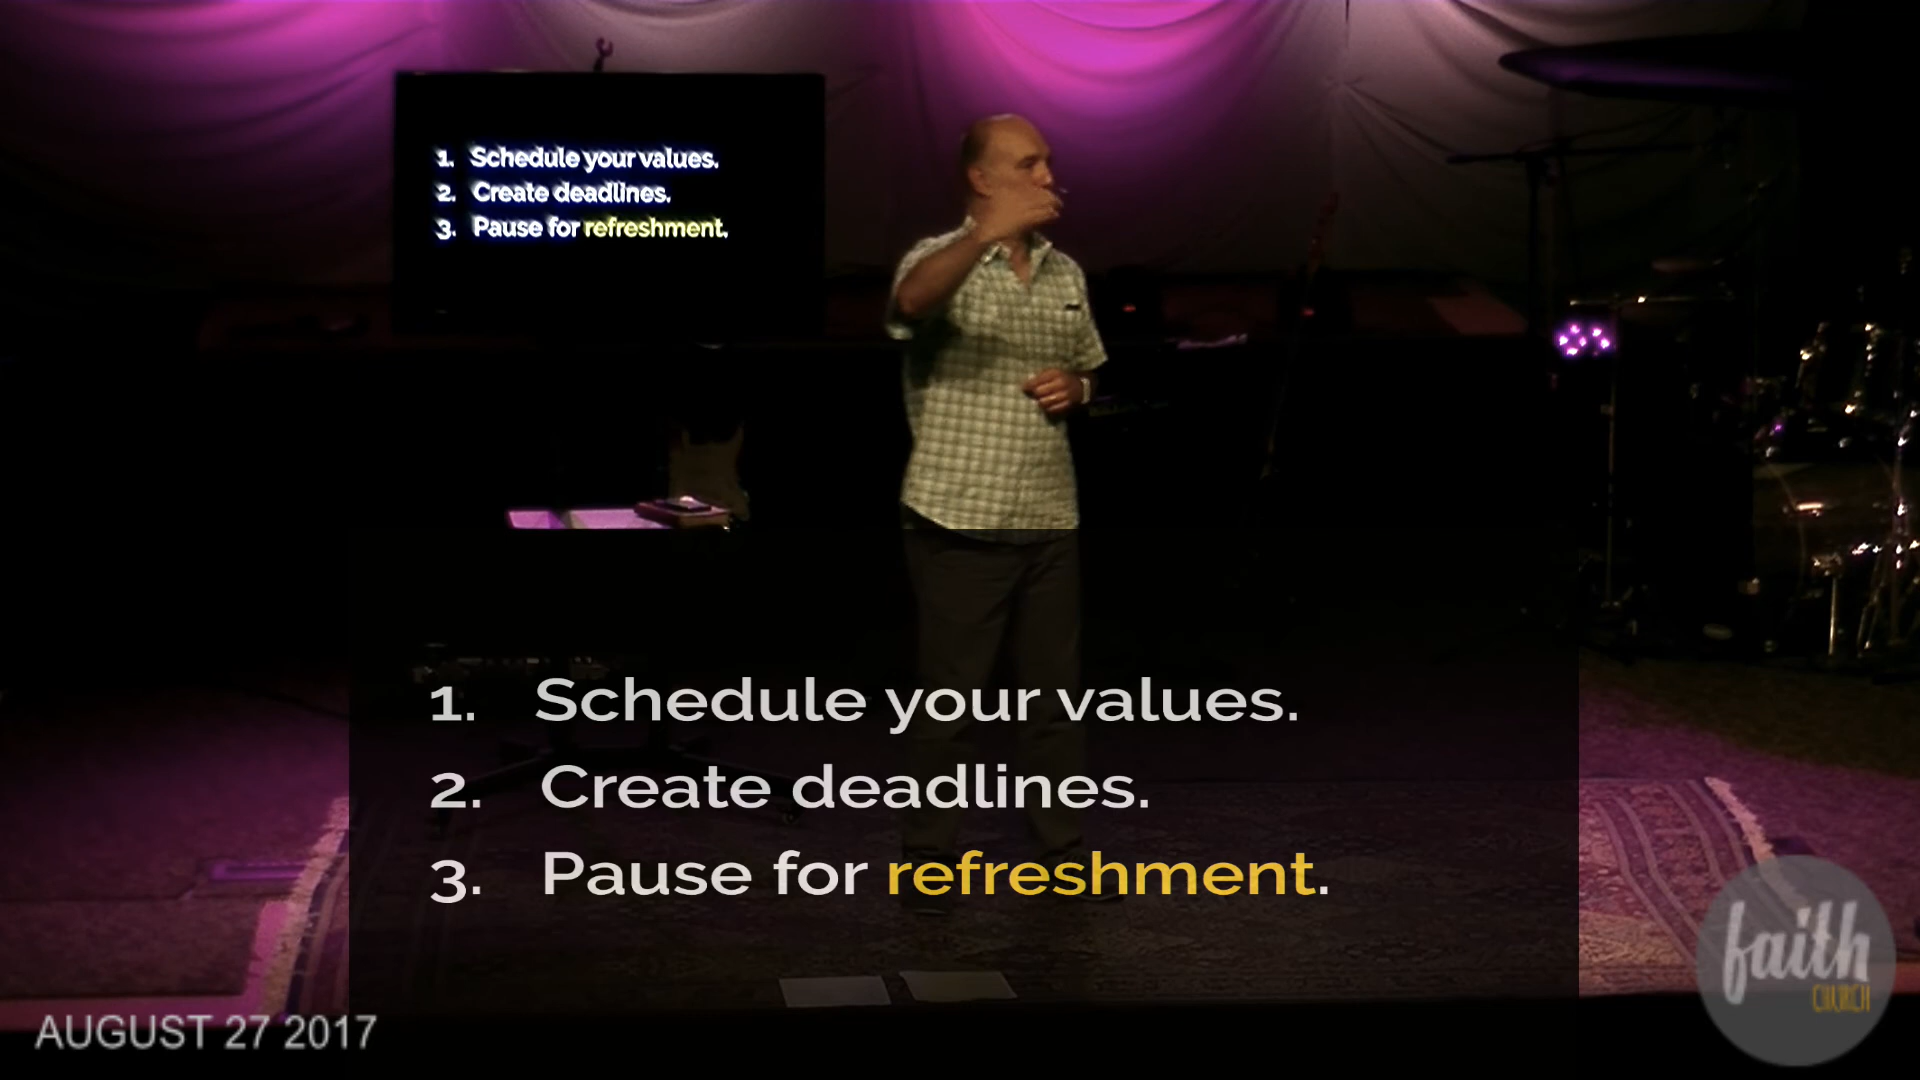 1. Schedule your values.
2. Create deadlines.
3. Pause for refreshment.
1. Schedule your values.
2. Create deadlines.
3. Pause for refreshment.
AUGUST 27 2017
faith
CHURCH